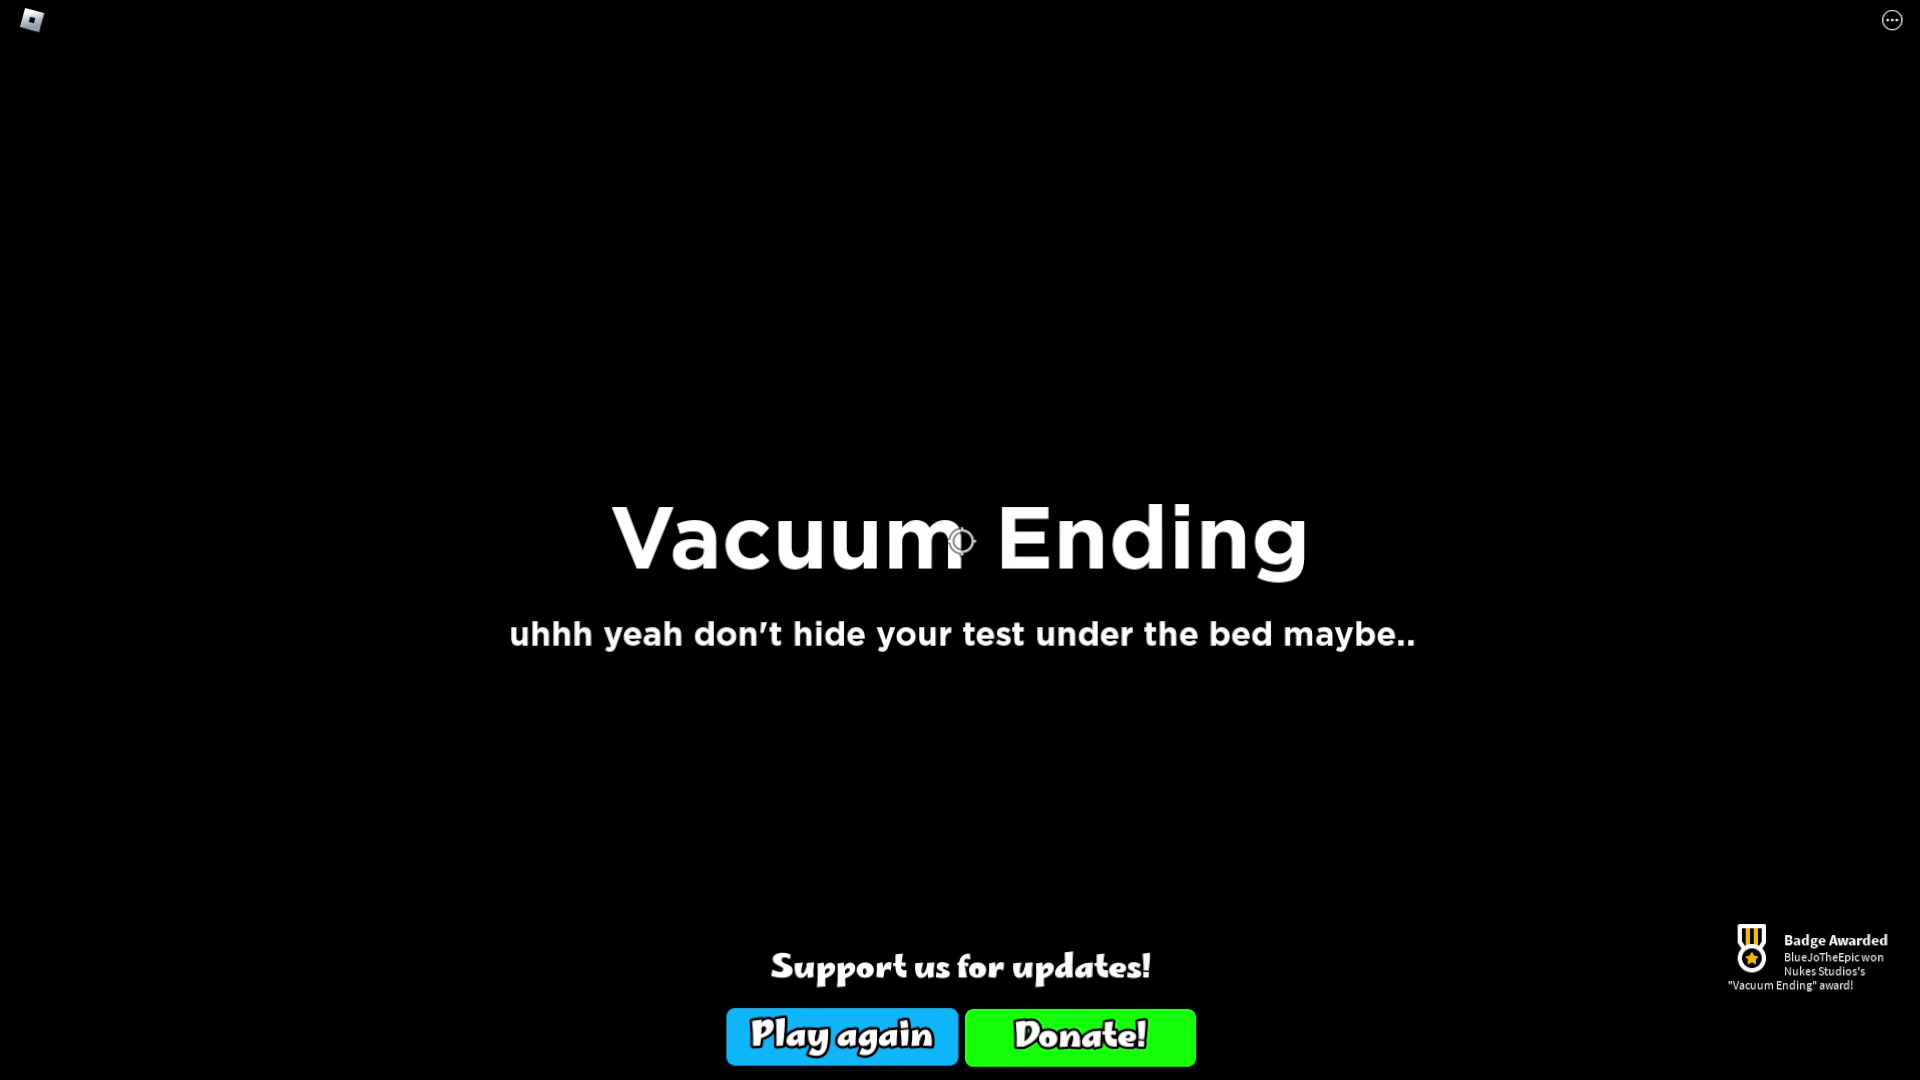 Vacuum Ending
uhhh yeah don't hide your test under the bed maybe..
Support us for updates!
Play again
Donate!
Badge Awarded
BlueJoTheEpic won
Nukes Studios's
"Vacuum Ending" award!